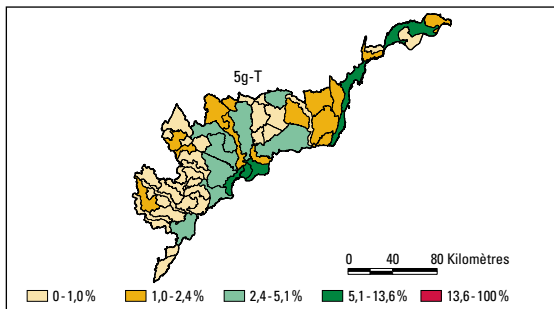 5g-T
0 40 80 Kilomètres
0 - 1,0 % 1,0 - 2,4 % 2,4 - 5,1 % 5,1 - 13,6 % 13,6 - 100 %